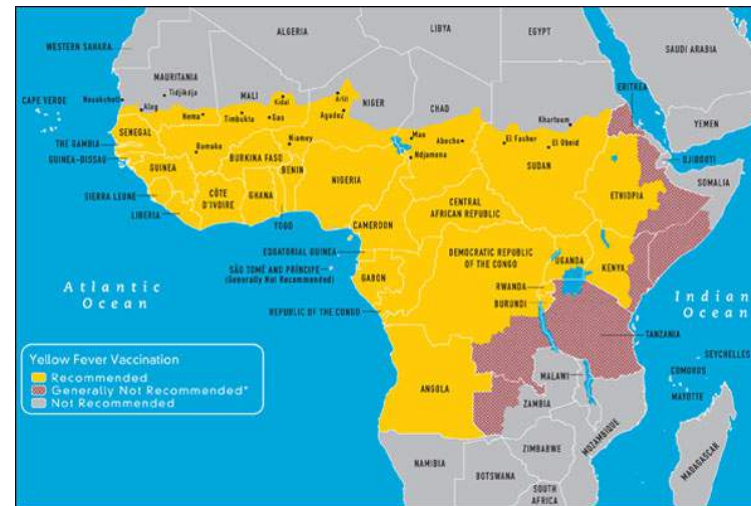 ALGERIA
LIBYA
EGYPT
WESTERN SAHARA
SAUDI ARABIA
MAURITANIA
Tidjikdja
MALI
NIGER
CHAD
ERITREA
CAPE VERDE
Nouakchott
Aleg
Nema
Timbuktu
Kidal
Gao
Arlit
Agadez
Khartoum
YEMEN
SENEGAL
THE GAMBIA
GUINEA-BISSAU
Bamako
Niamey
Mao
Abeche
Ndjamena
El Fasher
El Obeid
DJIBOUTI
BURKINA FASO
BENIN
GUINEA
NIGERIA
SUDAN
SOMALIA
SIERRA LEONE
CÔTE
D'IVOIRE
GHANA
ETHIOPIA
LIBERIA
TOGO
CENTRAL
AFRICAN REPUBLIC
CAMEROON
EQUATORIAL GUINEA
DEMOCRATIC REPUBLIC
OF THE CONGO
UGANDA
KENYA
SÃO TOMÉ AND PRÍNCIPE
(Generally Not Recommended)
GABON
RWANDA
BURUNDI
Atlantic
Ocean
Indian
Ocean
REPUBLIC OF THE CONGO
TANZANIA
Yellow Fever Vaccination
Recommended
Generally Not Recommended*
Not Recommended
SEYCHELLES
COMOROS
MAYOTTE
ANGOLA
MALAWI
ZAMBIA
MOZAMBIQUE
MADAGASCAR
ZIMBABWE
NAMIBIA
BOTSWANA
SOUTH
AFRICA